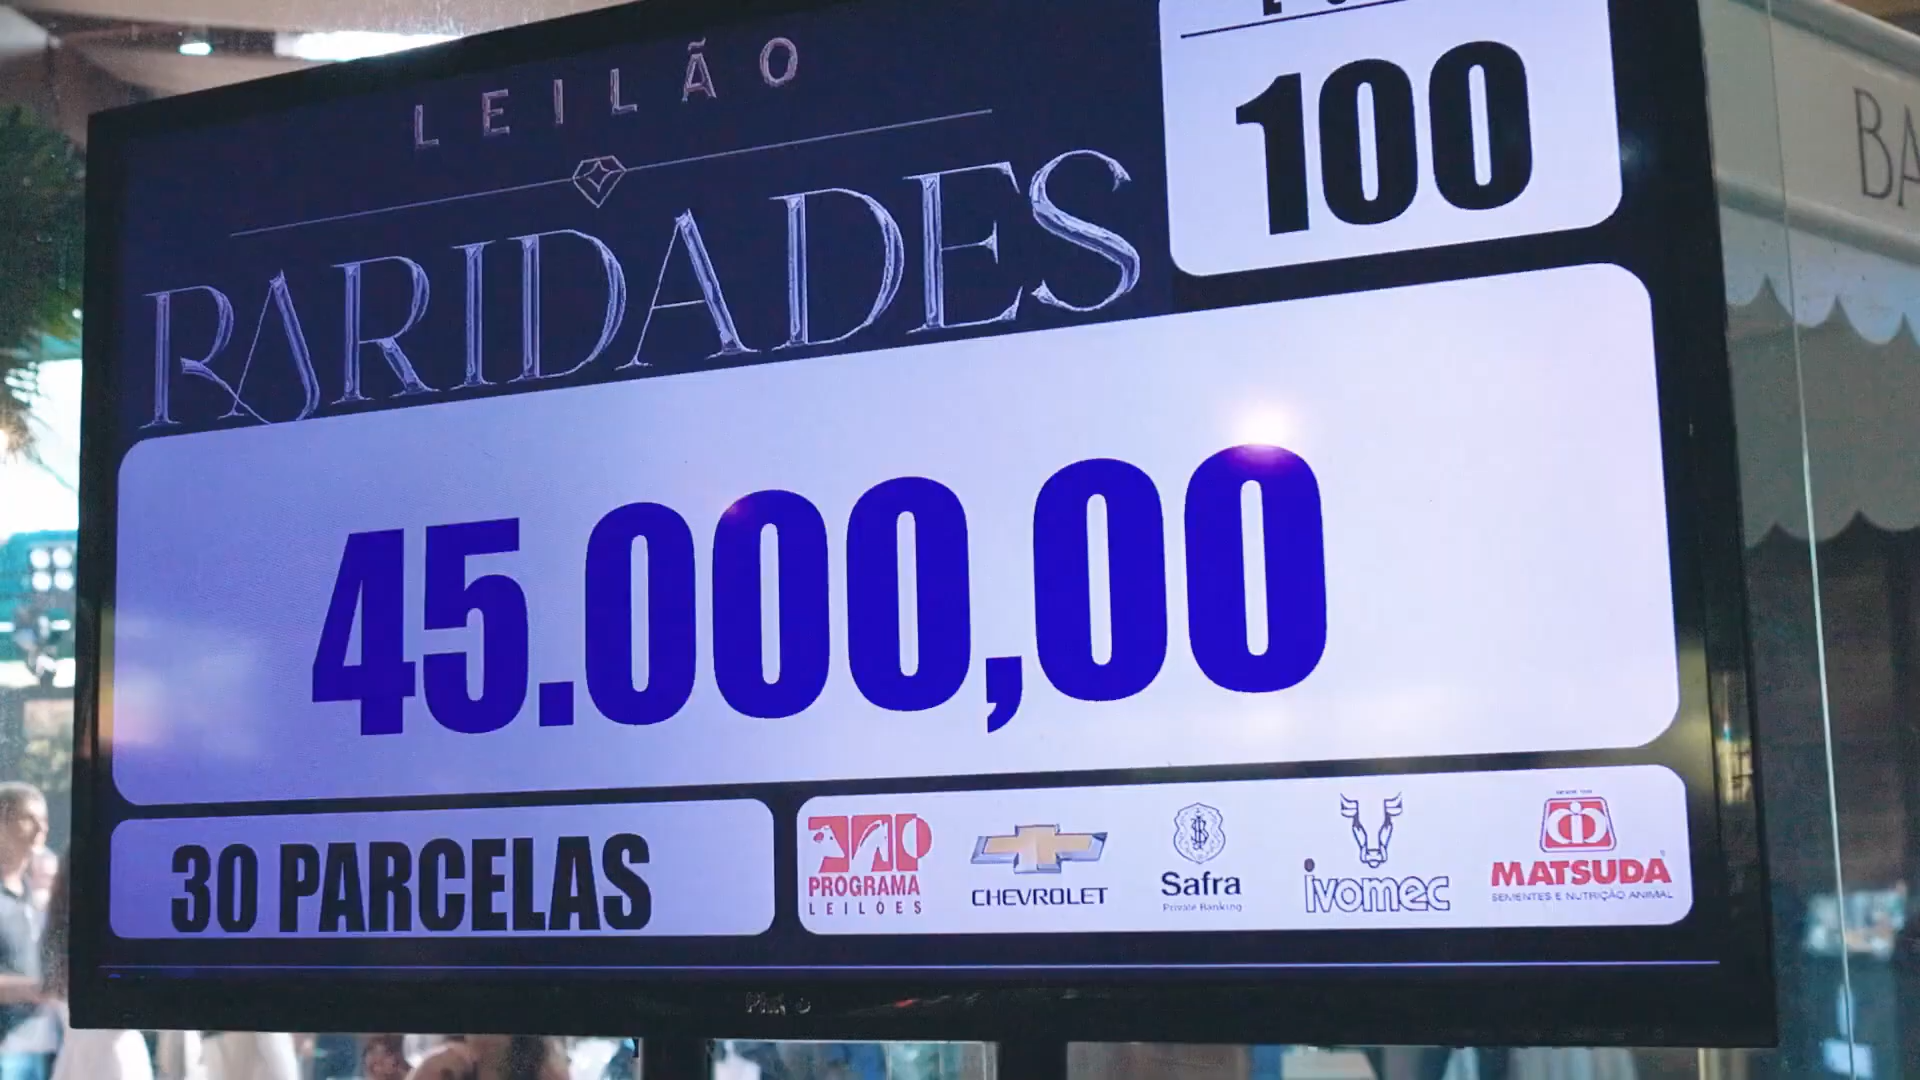 LEILÃO
RARIDADES
100
45.000,00
30 PARCELAS
PROGRAMA
LEILÕES
CHEVROLET
Safra
Private Banking
ivomec
MATSUDA
SEMENTES E NUTRIÇÃO ANIMAL
BA